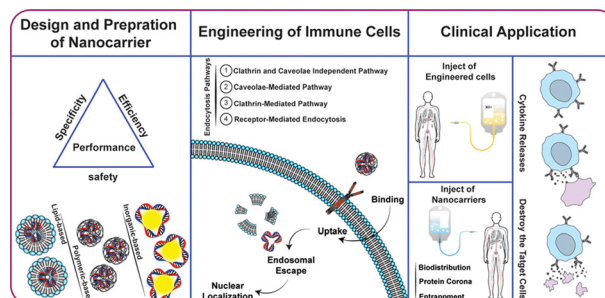 Design and Prepration
of Nanocarrier
Specificity
Efficiency
Performance
safety
Lipid-based
Polymeric-base
Inorganic-based
Engineering of Immune Cells
Endocytosis Pathways
1 Clathrin and Caveolae Independent Pathway
2 Caveolae-Mediated Pathway
3 Clathrin-Mediated Pathway
4 Receptor-Mediated Endocytosis
Binding
Uptake
Endosomal
Escape
Nuclear
Localization
Clinical Application
Inject of
Engineered cells
Inject of
Nanocarriers
Biodistribution
Protein Corona
Entrapment
Cytokine Releases
Destroy the Tatget Cells